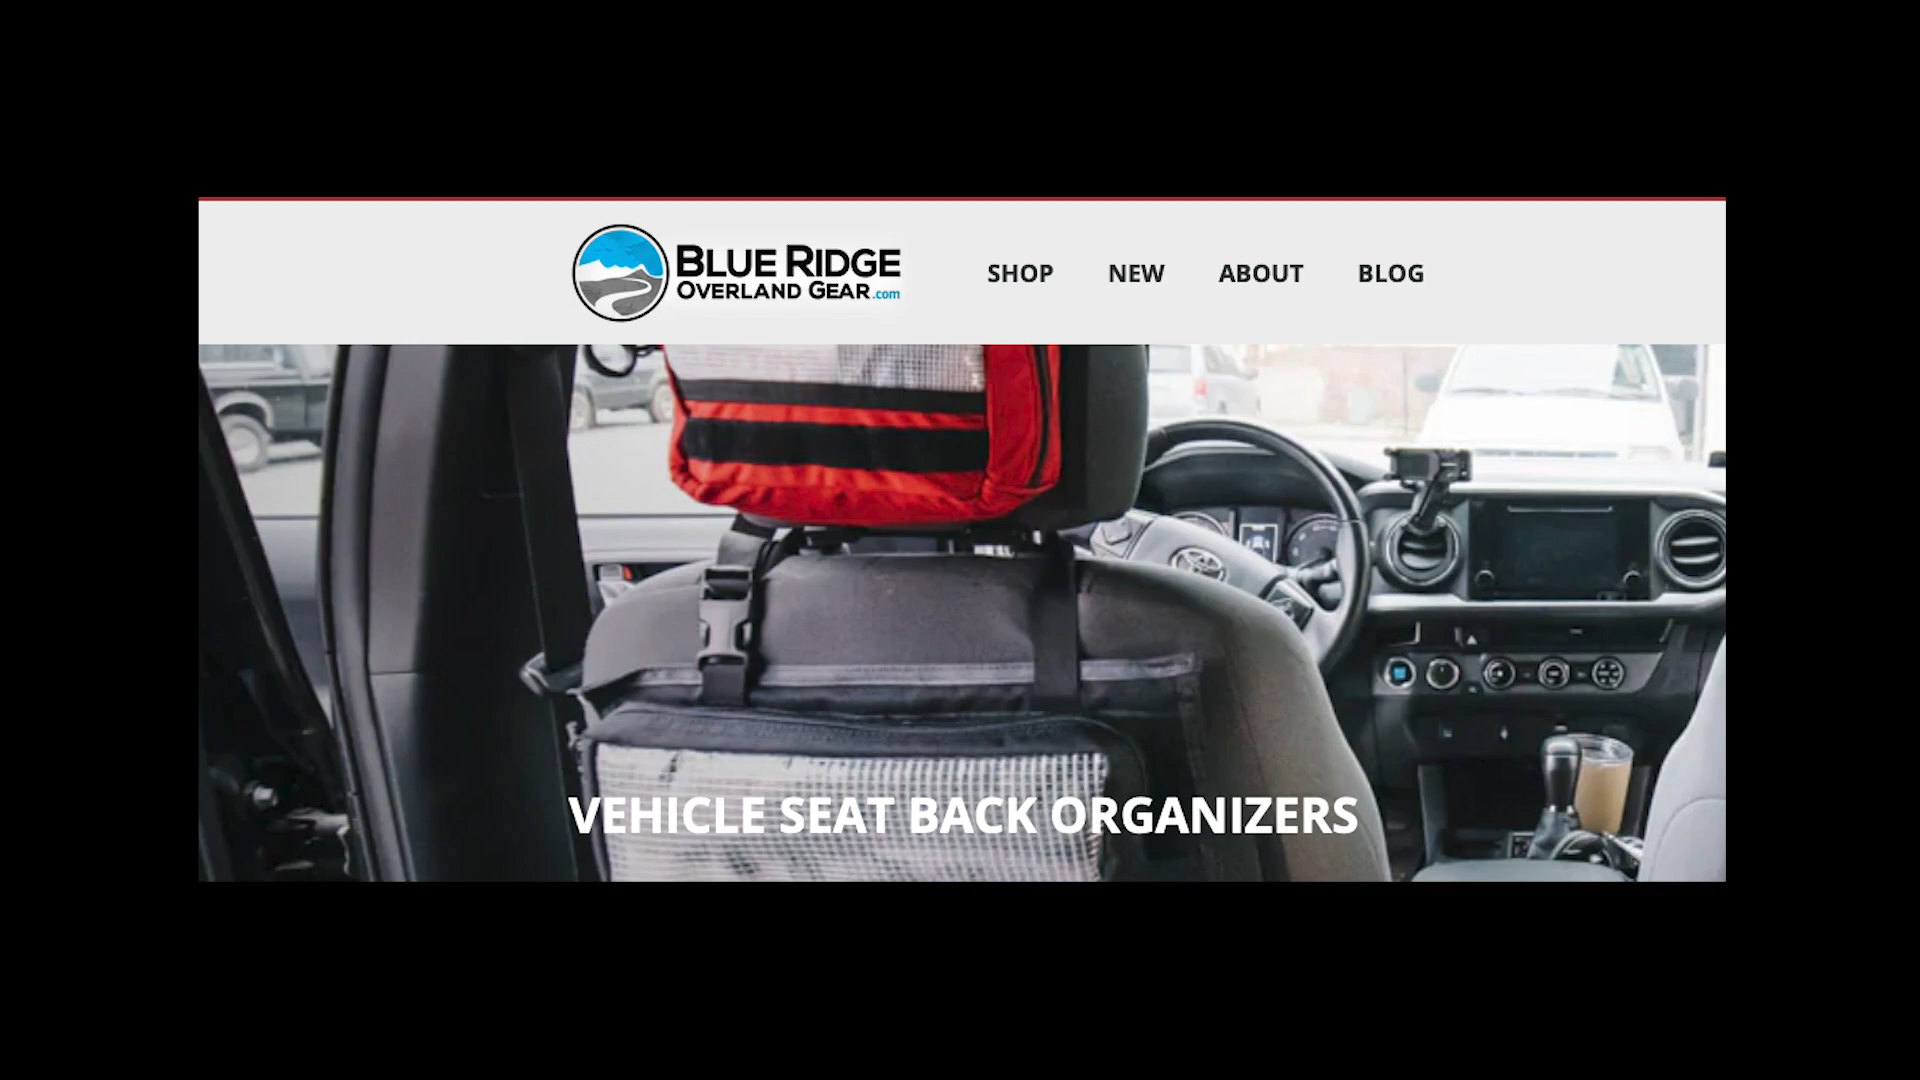 BLUE RIDGE
OVERLAND GEAR.com
SHOP NEW ABOUT BLOG
VEHICLE SEAT BACK ORGANIZERS